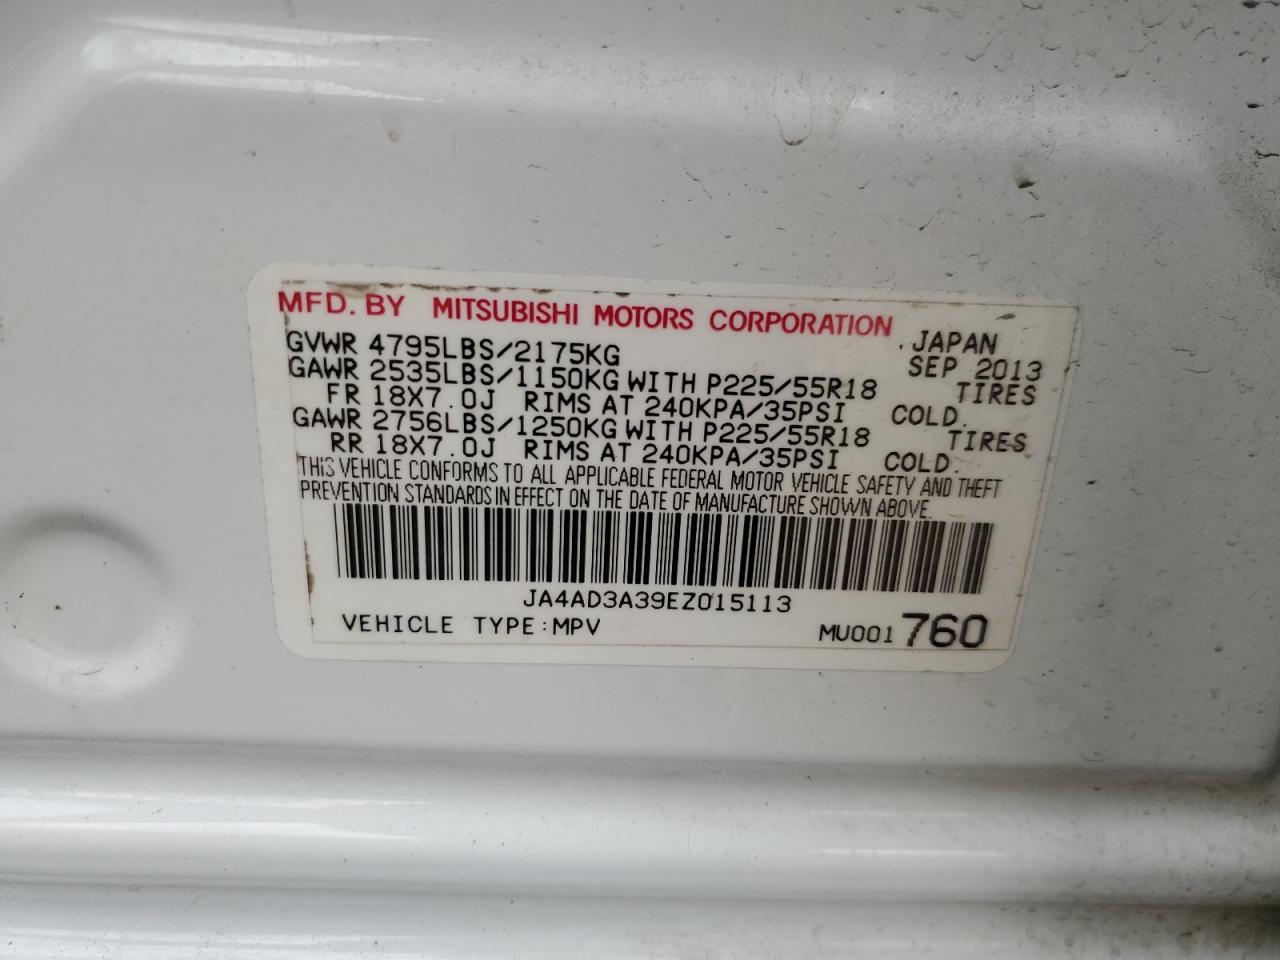 MFD. BY MITSUBISHI MOTORS CORPORATION
. JAPAN
GVWR 4795LBS/2175KG SEP 2013
GAWR 2535LBS/1150KG WITH P225/55R18 TIRES
FR 18X7.0J RIMS AT 240KPA/35PSI COLD.
GAWR 2756LBS/1250KG WITH P225/55R18 TIRES
RR 18X7.0J RIMS AT 240KPA/35PSI COLD.
THIS VEHICLE CONFORMS TO ALL APPLICABLE FEDERAL MOTOR VEHICLE SAFETY AND THEFT
PREVENTION STANDARDS IN EFFECT ON THE DATE OF MANUFACTURE SHOWN ABOVE.
JA4AD3A39EZ015113
VEHICLE TYPE:MPV MU001 760